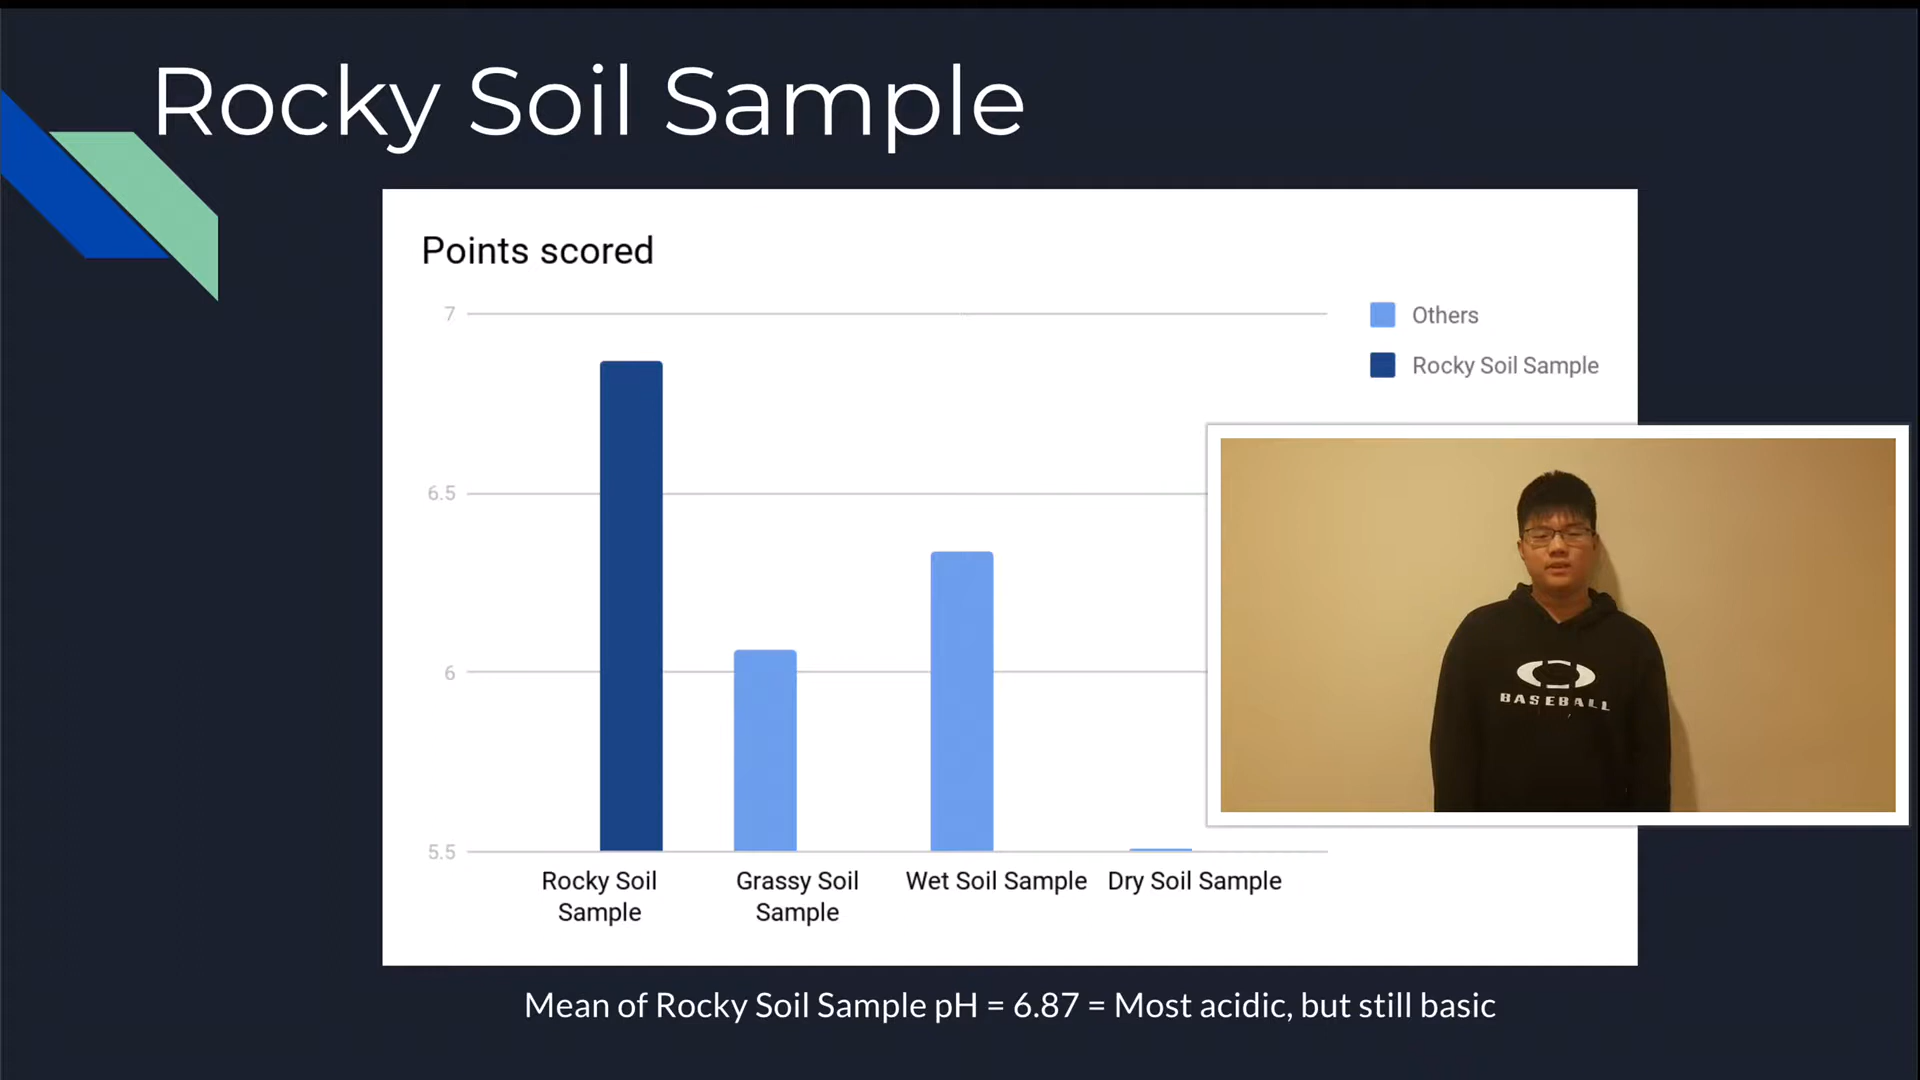 Rocky Soil Sample
Points scored
7
6.5
6
5.5
Others
Rocky Soil Sample
Rocky Soil
Sample
Grassy Soil
Sample
Wet Soil Sample
Dry Soil Sample
BASEBALL
Mean of Rocky Soil Sample pH = 6.87 = Most acidic, but still basic